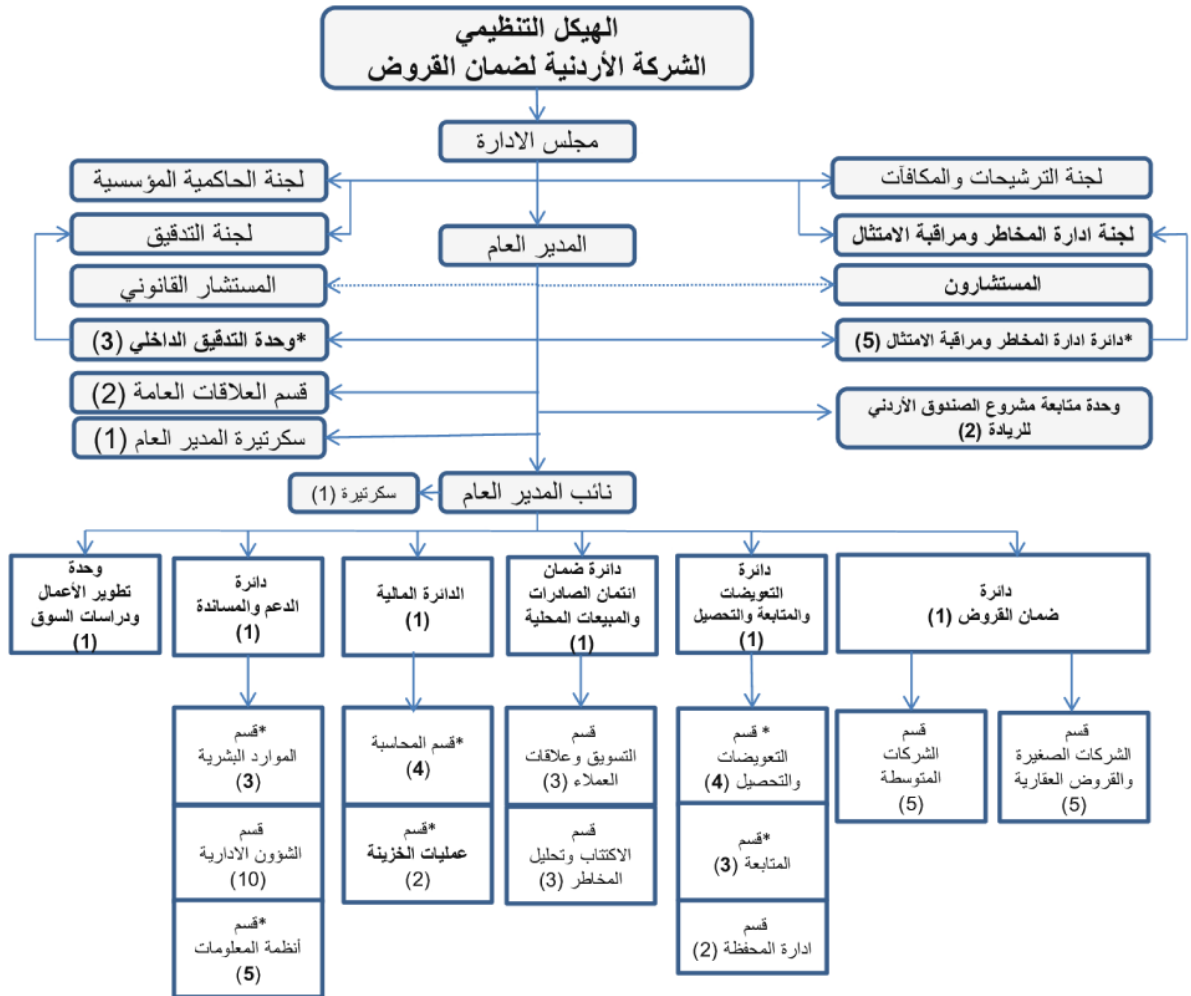 الهيكل التنظيمي
الشركة الأردنية لضمان القروض
مجلس الادارة
لجنة الترشيحات والمكافآت
لجنة الحاكمية المؤسسية
لجنة ادارة المخاطر ومراقبة الامتثال
المدير العام
لجنة التدقيق
المستشارون
المستشار القانوني
*دائرة ادارة المخاطر ومراقبة الامتثال (5)
*وحدة التدقيق الداخلي (3)
وحدة متابعة مشروع الصندوق الأردني
للريادة (2)
قسم العلاقات العامة (2)
سكرتيرة المدير العام (1)
نائب المدير العام
سكرتيرة (1)
دائرة
ضمان القروض (1)
دائرة
التعويضات
والمتابعة والتحصيل
(1)
دائرة ضمان
ائتمان الصادرات
والمبيعات المحلية
(1)
الدائرة المالية
(1)
دائرة
الدعم والمساندة
(1)
وحدة
تطوير الأعمال
ودراسات السوق
(1)
قسم
الشركات الصغيرة
والقروض العقارية
(5)
قسم
الشركات
المتوسطة
(5)
* قسم
التعويضات
والتحصيل (4)
*قسم
المتابعة (3)
قسم
ادارة المحفظة (2)
قسم
التسويق وعلاقات
العملاء (3)
قسم
الاكتتاب وتحليل
المخاطر (3)
*قسم المحاسبة
(4)
*قسم
عمليات الخزينة
(2)
*قسم
الموارد البشرية
(3)
قسم
الشؤون الادارية
(10)
*قسم
أنظمة المعلومات
(5)